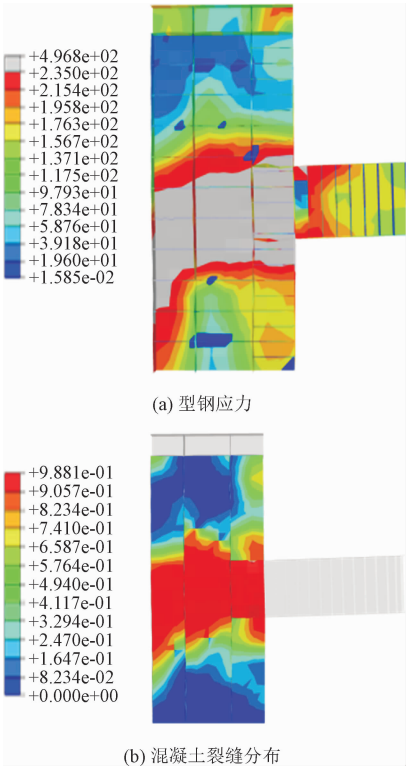 +4.968e+02
+2.350e+02
+2.154e+02
+1.958e+02
+1.763e+02
+1.567e+02
+1.371e+02
+1.175e+02
+9.793e+01
+7.834e+01
+5.876e+01
+3.918e+01
+1.960e+01
+1.585e-02
(a) 型钢应力
+9.881e-01
+9.057e-01
+8.234e-01
+7.410e-01
+6.587e-01
+5.764e-01
+4.940e-01
+4.117e-01
+3.294e-01
+2.470e-01
+1.647e-01
+8.234e-02
+0.000e+00
(b) 混凝土裂缝分布